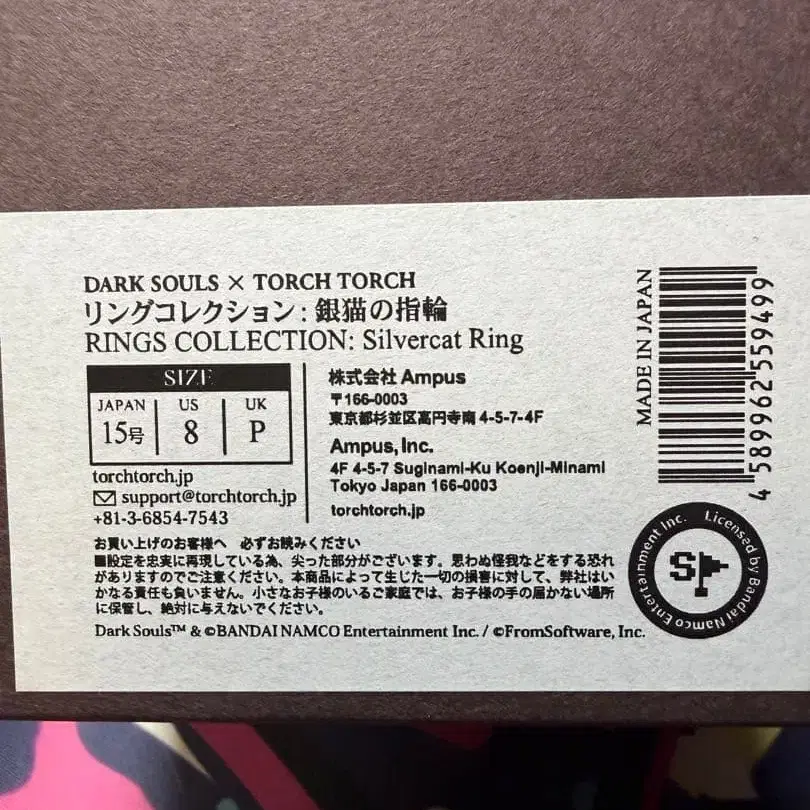 DARK SOULS × TORCH TORCH
リングコレクション: 銀猫の指輪
RINGS COLLECTION: Silvercat Ring
SIZE
JAPAN US UK
15号 8 P
torchtorch.jp
support@torchtorch.jp
+81-3-6854-7543
株式会社 Ampus
〒166-0003
東京都杉並区高円寺南 4-5-7-4F
Ampus, Inc.
4F 4-5-7 Suginami-Ku Koenji-Minami
Tokyo Japan 166-0003
torchtorch.jp
MADE IN JAPAN
4 589962 559499
お買い上げのお客様へ 必ずお読みください
■設定を忠実に再現している為、尖った部分がございます。思わぬ怪我などをする恐れ
がありますのでご注意ください。本商品によって生じた一切の損害に対して、弊社はい
かなる責任も負いません。小さなお子様のいるご家庭では、お子様の手の届かない場所
に保管し、絶対に与えないでください。
Dark Souls™ & ©BANDAI NAMCO Entertainment Inc. / ©FromSoftware, Inc.
Licensed by Bandai Namco Entertainment Inc.
S